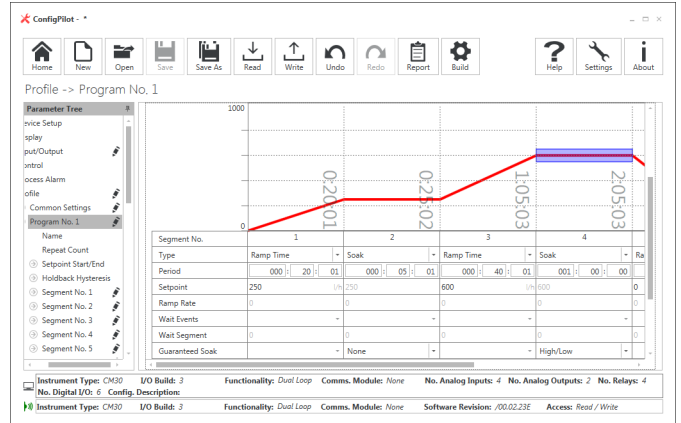 ConfigPilot - *
Home New Open Save Save As Read Write Undo Redo Report Build Help Settings About
Profile -> Program No. 1
Parameter Tree
evice Setup
splay
put/Output
ontrol
ocess Alarm
ofile
Common Settings
Program No. 1
Name
Repeat Count
Setpoint Start/End
Holdback Hysteresis
Segment No. 1
Segment No. 2
Segment No. 3
Segment No. 4
Segment No. 5
1000
0
0:20:01
0:25:02
1:05:03
2:05:03
Segment No. 1 2 3 4
Type Ramp Time Soak Ramp Time Soak Ra
Period 000 : 20 : 01 000 : 05 : 01 000 : 40 : 01 001 : 00 : 00
Setpoint 250 l/h 250 600 l/h 600 0
Ramp Rate 0 0 0 0 0
Wait Events
Wait Segment 0 0 0 0 0
Guaranteed Soak None High/Low
Instrument Type: CM30 I/O Build: 3 Functionality: Dual Loop Comms. Module: None No. Analog Inputs: 4 No. Analog Outputs: 2 No. Relays: 4
No. Digital I/O: 6 Config. Description:
Instrument Type: CM30 I/O Build: 3 Functionality: Dual Loop Comms. Module: None Software Revision: /00.02.23E Access: Read / Write